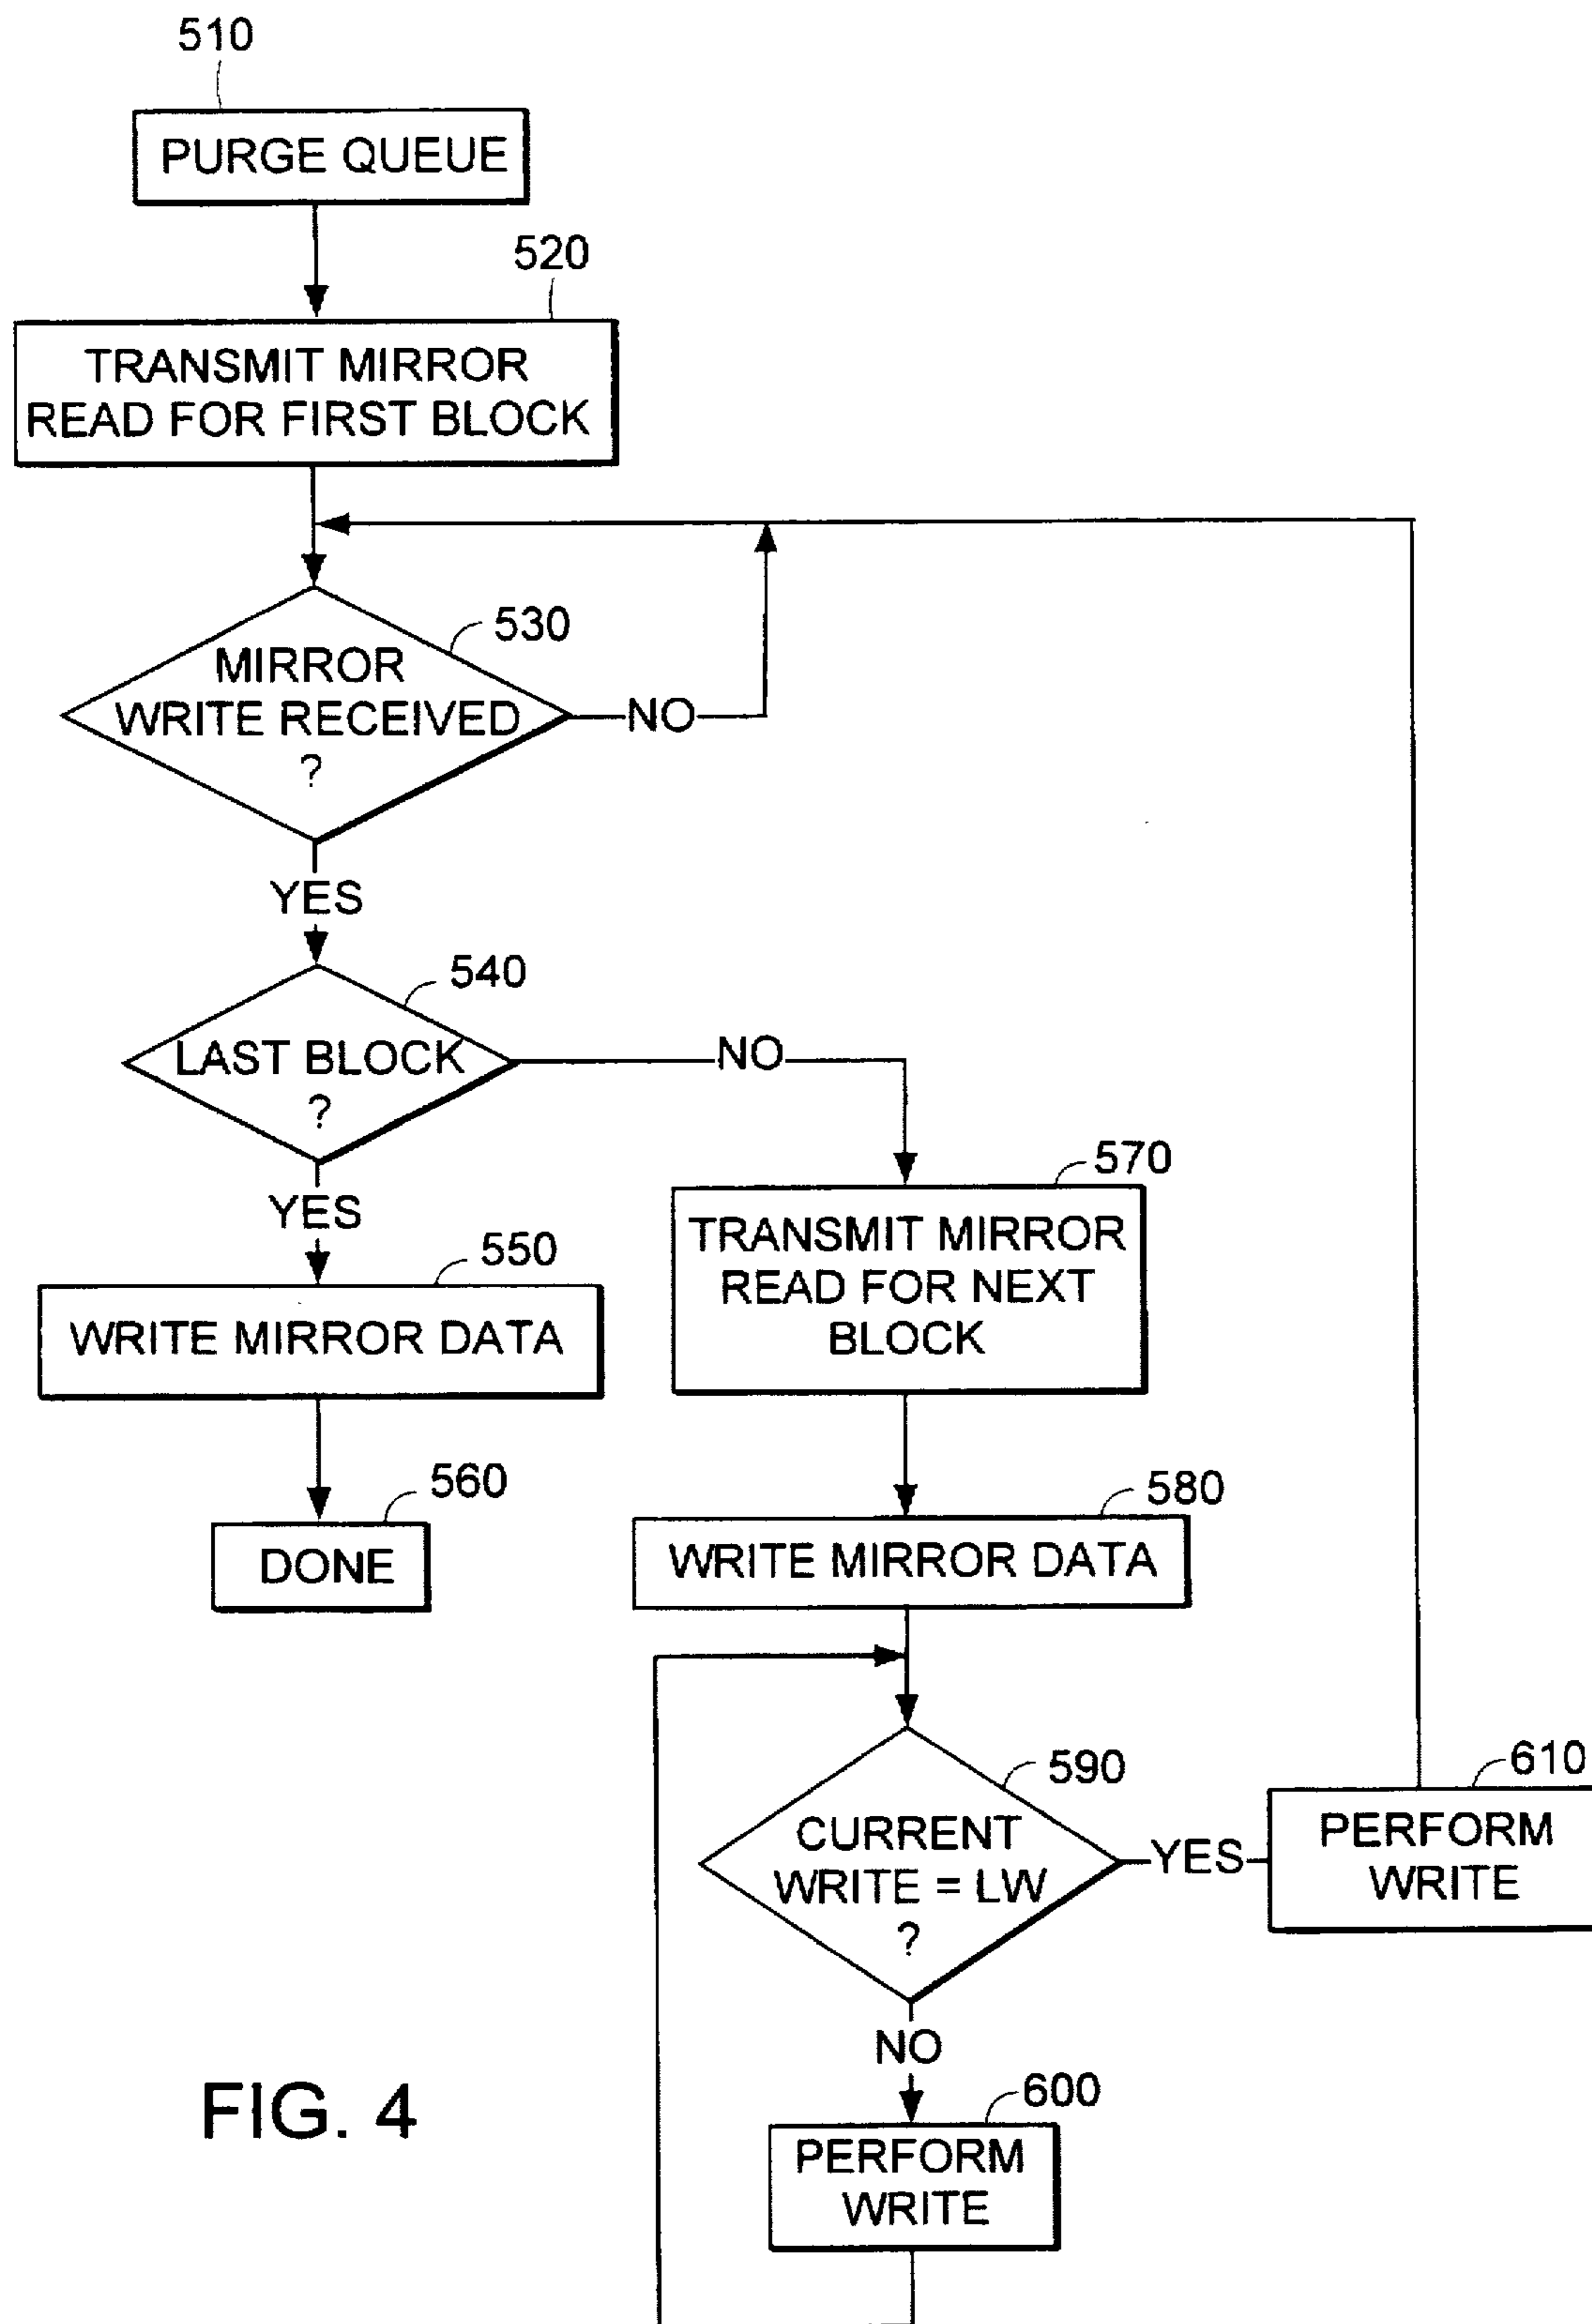 510
PURGE QUEUE
520
TRANSMIT MIRROR
READ FOR FIRST BLOCK
530
MIRROR
WRITE RECEIVED
?
NO
YES
540
LAST BLOCK
?
NO
YES
550
WRITE MIRROR DATA
560
DONE
570
TRANSMIT MIRROR
READ FOR NEXT
BLOCK
580
WRITE MIRROR DATA
590
CURRENT
WRITE = LW
?
YES
610
PERFORM
WRITE
NO
600
PERFORM
WRITE
FIG. 4